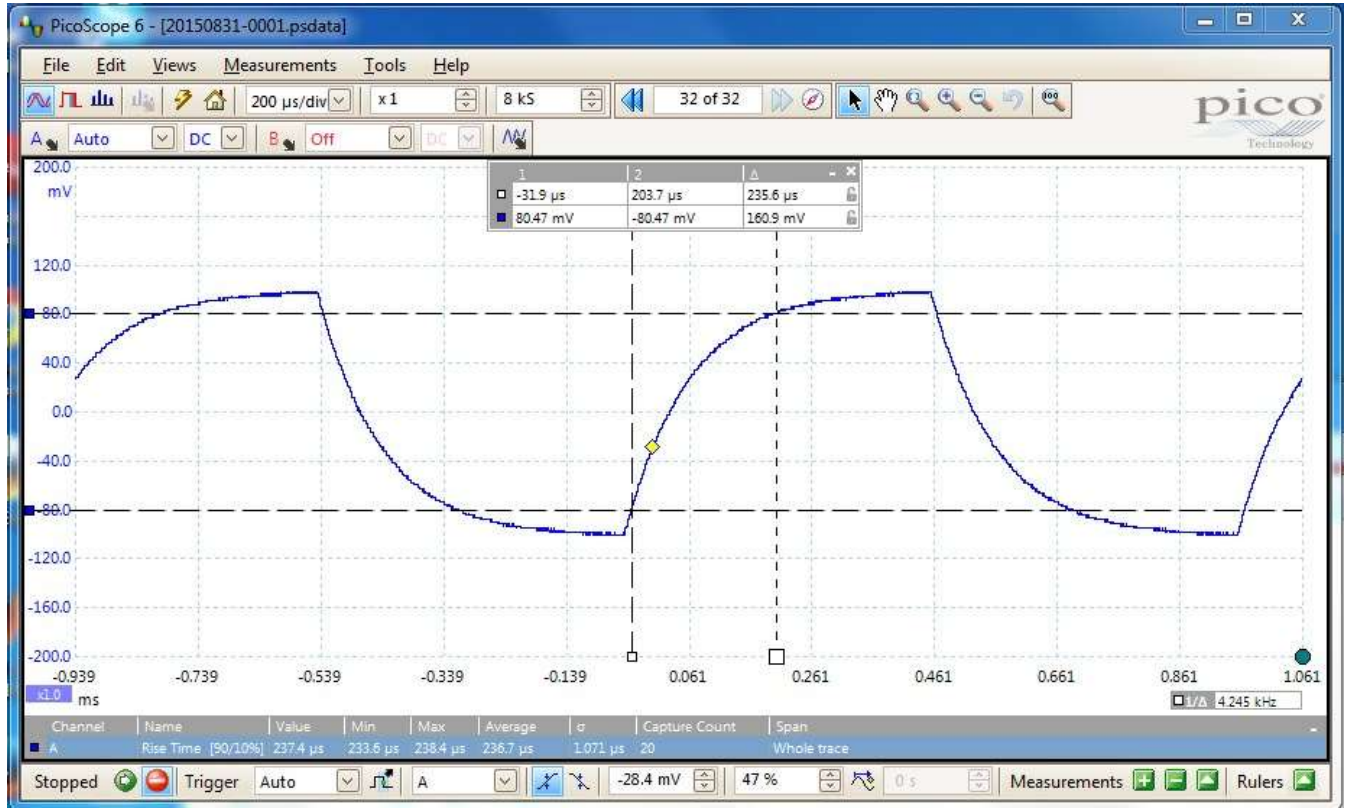 PicoScope 6 - [20150831-0001.psdata]
File Edit Views Measurements Tools Help
200 µs/div x 1 8 kS 32 of 32
pico
Technology
A Auto DC B Off DC
200.0
mV
120.0
80.0
40.0
0.0
-40.0
-80.0
-120.0
-160.0
-200.0
1 2 Δ
-31.9 µs 203.7 µs 235.6 µs
80.47 mV -80.47 mV 160.9 mV
-0.939 -0.739 -0.539 -0.339 -0.139 0.061 0.261 0.461 0.661 0.861 1.061
x1.0 ms
1/Δ 4.245 kHz
Channel Name Value Min Max Average σ Capture Count Span
A Rise Time [90/10%] 237.4 µs 233.6 µs 238.4 µs 236.7 µs 1.071 µs 20 Whole trace
Stopped Trigger Auto A -28.4 mV 47 % 0 s Measurements Rulers